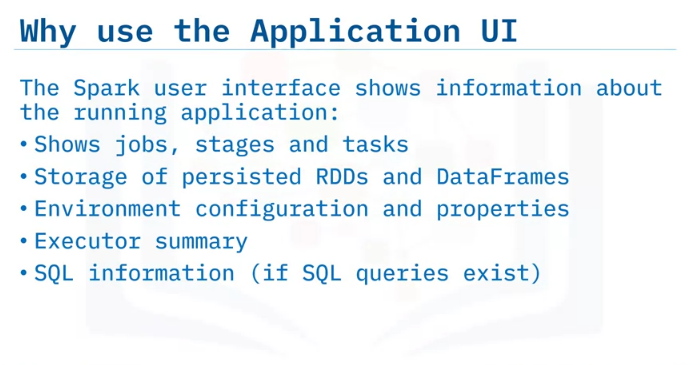 Why use the Application UI
The Spark user interface shows information about
the running application:
• Shows jobs, stages and tasks
• Storage of persisted RDDs and DataFrames
• Environment configuration and properties
• Executor summary
• SQL information (if SQL queries exist)